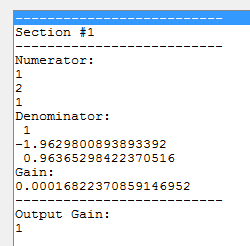 --------------------------
Section #1
--------------------------
Numerator:
1
2
1
Denominator:
1
-1.9629800893893392
0.96365298422370516
Gain:
0.00016822370859146952
--------------------------
Output Gain:
1